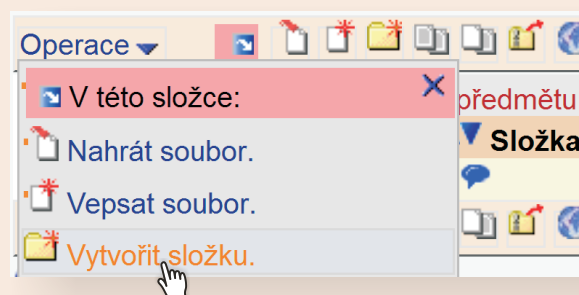 Operace
V této složce:
předmětu
Nahrát soubor.
Složka
Vepsat soubor.
Vytvořit složku.